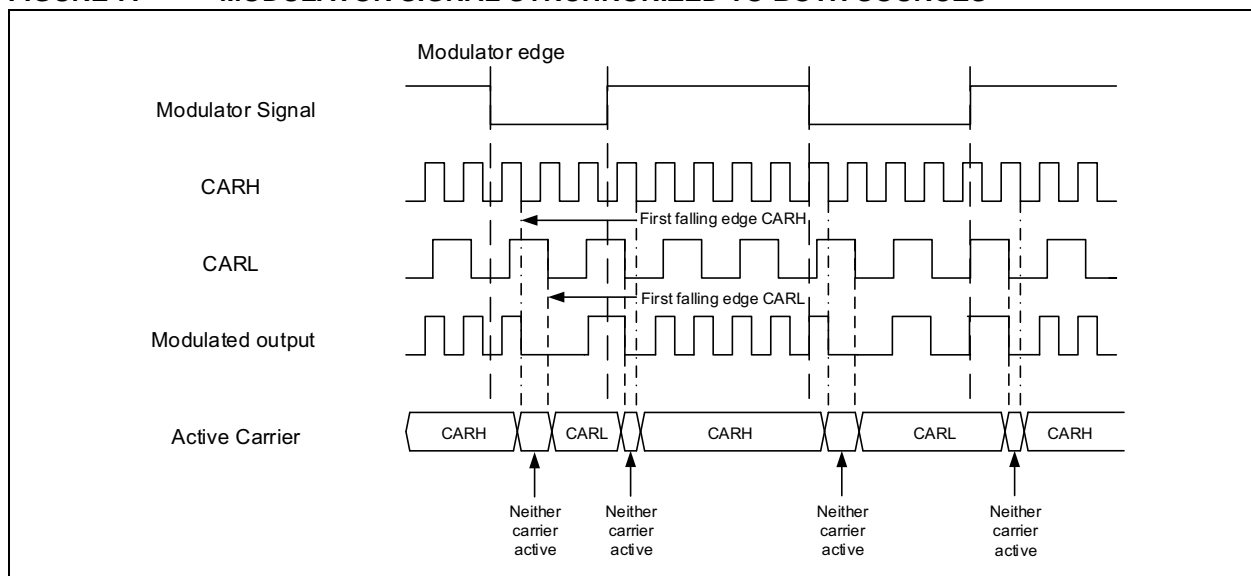 Modulator edge
Modulator Signal
CARH
First falling edge CARH
CARL
First falling edge CARL
Modulated output
Active Carrier
CARH
CARL
CARH
CARL
CARH
Neither
carrier
active
Neither
carrier
active
Neither
carrier
active
Neither
carrier
active